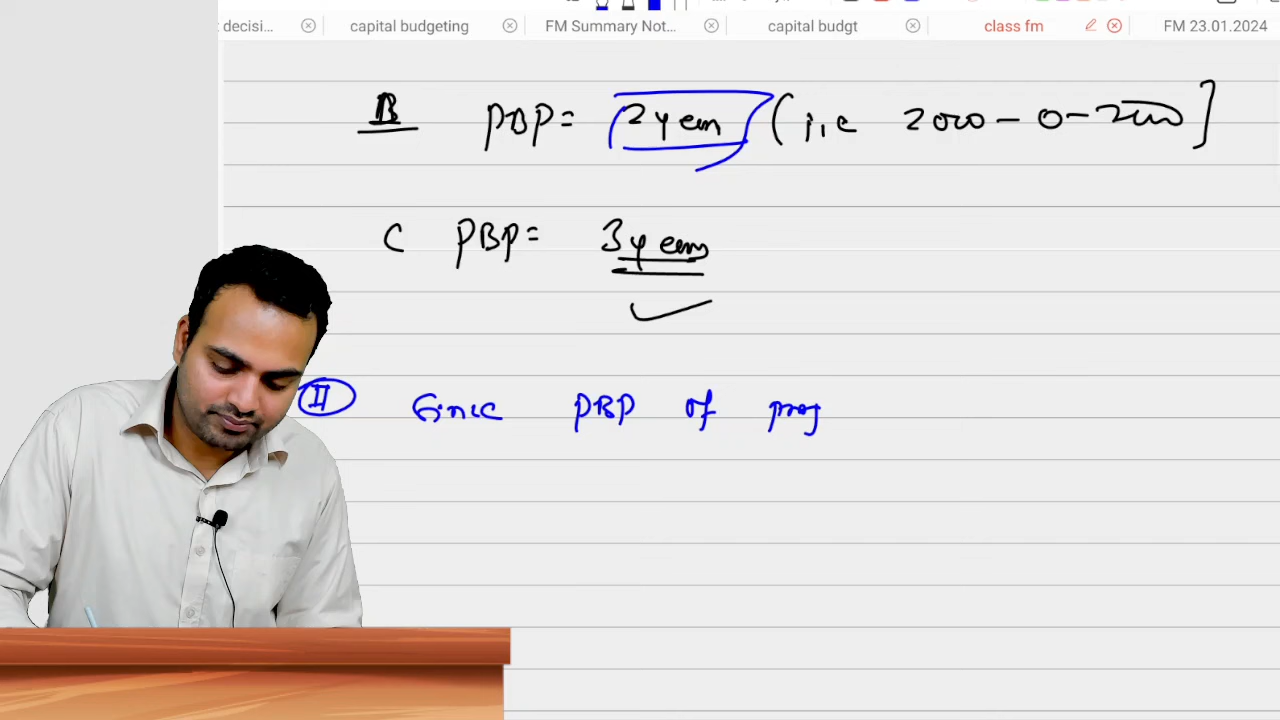 decisi... capital budgeting FM Summary Not... capital budgt class fm FM 23.01.2024
B PBP = 2 years (i.e 2000 - 0 - 2000]
C PBP = 3 years
II Since PBP of proj